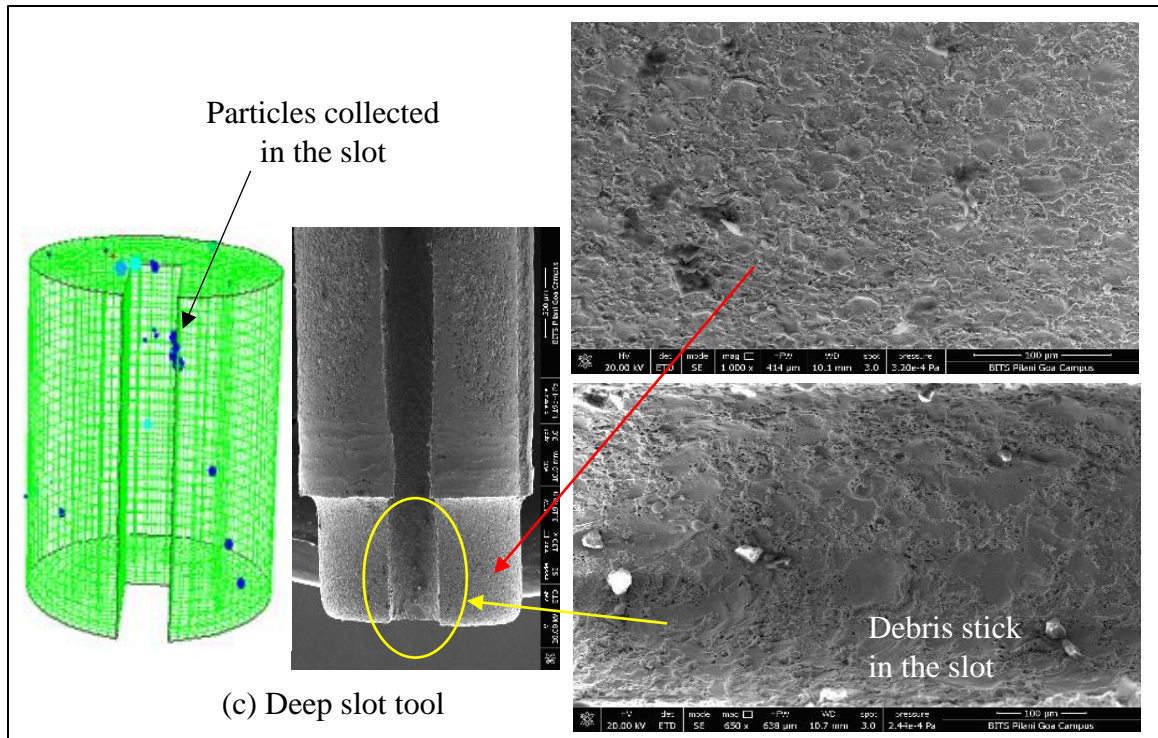 Particles collected
in the slot
HV det mode mag □ HFW WD spot pressure
20.00 kV ETD SE 1 000 x 414 µm 10.1 mm 3.0 3.20e-4 Pa
100 µm
BITS Pilani Goa Campus
Debris stick
in the slot
HV det mode mag □ HFW WD spot pressure
20.00 kV ETD SE 650 x 638 µm 10.7 mm 3.0 2.44e-4 Pa
100 µm
BITS Pilani Goa Campus
BITS Pilani Goa Campus
(c) Deep slot tool